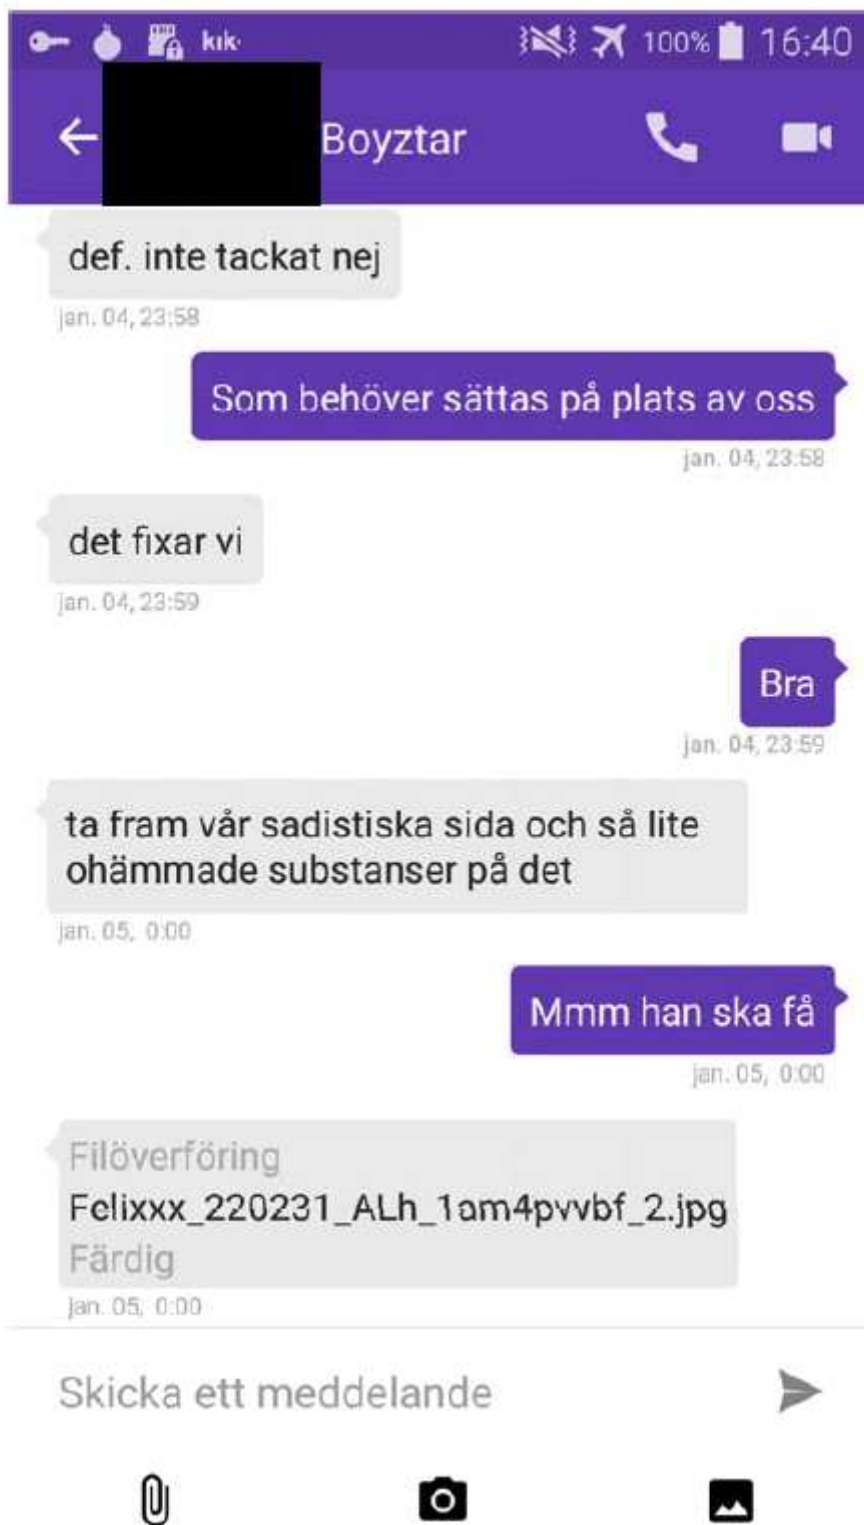 kik·
100%
16:40
Boyztar
def. inte tackat nej
jan. 04, 23:58
Som behöver sättas på plats av oss
jan. 04, 23:58
det fixar vi
jan. 04, 23:59
Bra
jan. 04, 23:59
ta fram vår sadistiska sida och så lite
ohämmade substanser på det
jan. 05, 0:00
Mmm han ska få
jan. 05, 0:00
Filöverföring
Felixxx_220231_ALh_1am4pvvbf_2.jpg
Färdig
jan. 05, 0:00
Skicka ett meddelande